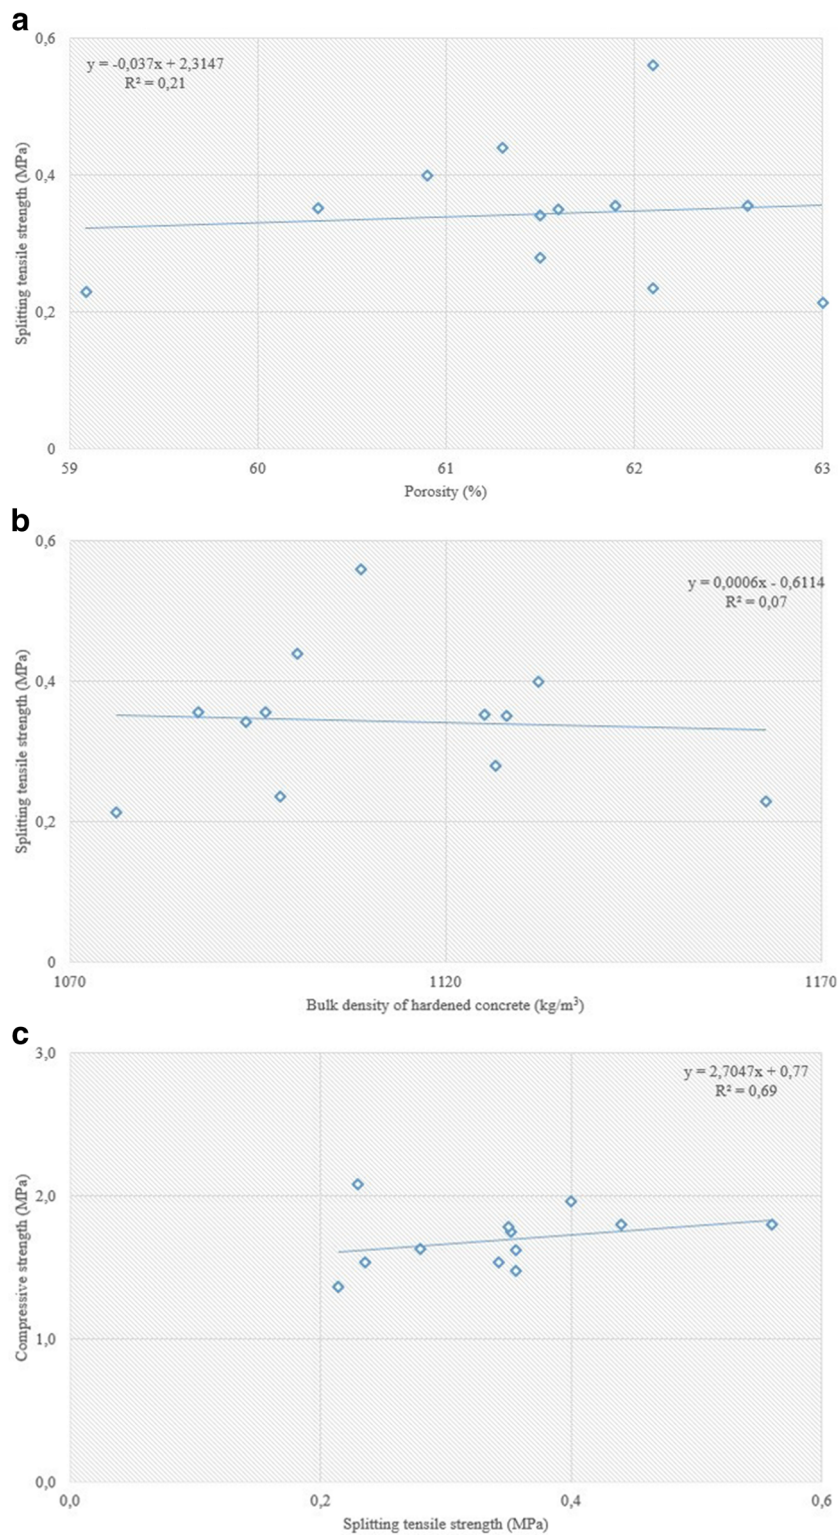 a
0,6
y = -0,037x + 2,3147
R² = 0,21
0,4
0,2
0
Splitting tensile strength (MPa)
59 60 61 62 63
Porosity (%)
b
0,6
y = 0,0006x - 0,6114
R² = 0,07
0,4
0,2
0
Splitting tensile strength (MPa)
1070 1120 1170
Bulk density of hardened concrete (kg/m³)
c
3,0
y = 2,7047x + 0,77
R² = 0,69
2,0
1,0
0,0
Compressive strength (MPa)
0,0 0,2 0,4 0,6
Splitting tensile strength (MPa)